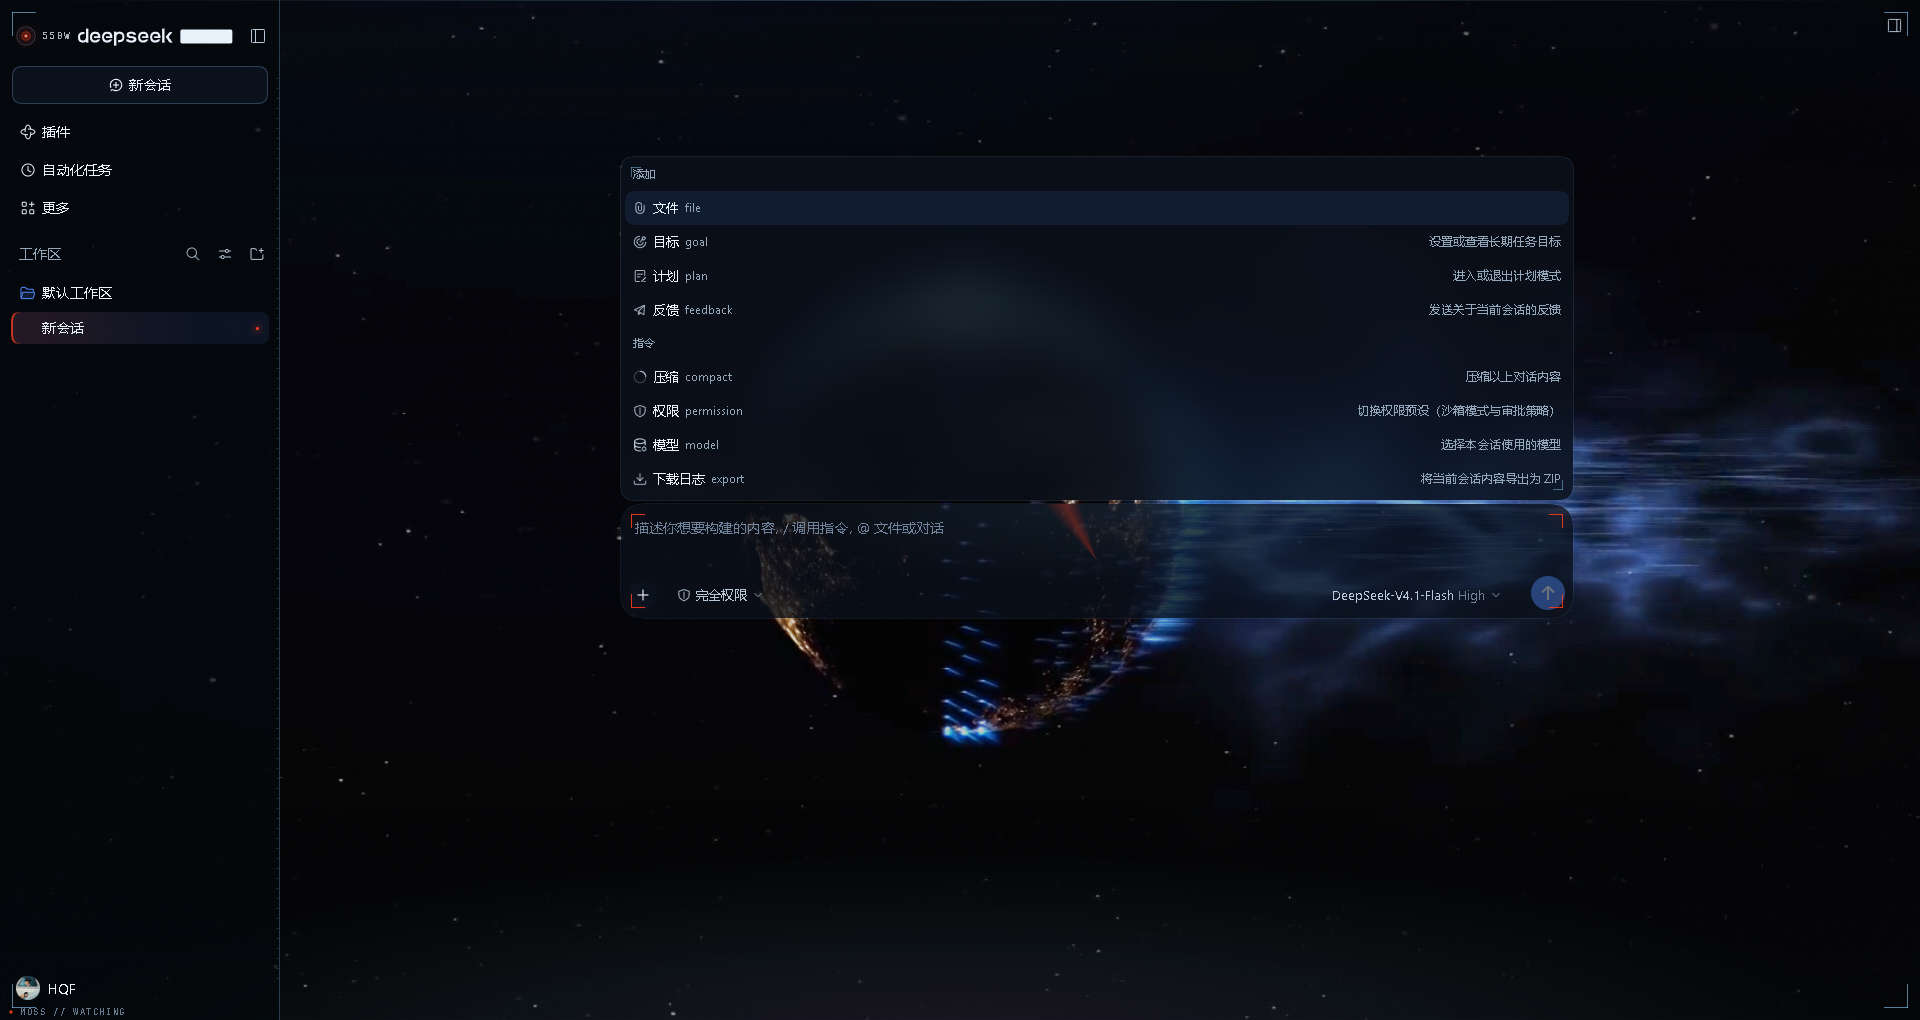 55BW deepseek
新会话
插件
自动化任务
更多
工作区
默认工作区
新会话
添加
文件 file
目标 goal 设置或查看长期任务目标
计划 plan 进入或退出计划模式
反馈 feedback 发送关于当前会话的反馈
指令
压缩 compact 压缩以上对话内容
权限 permission 切换权限预设（沙箱模式与审批策略）
模型 model 选择本会话使用的模型
下载日志 export 将当前会话内容导出为 ZIP
描述你想要构建的内容, / 调用指令, @ 文件或对话
完全权限
DeepSeek-V4.1-Flash High
HQF
MOSS // WATCHING